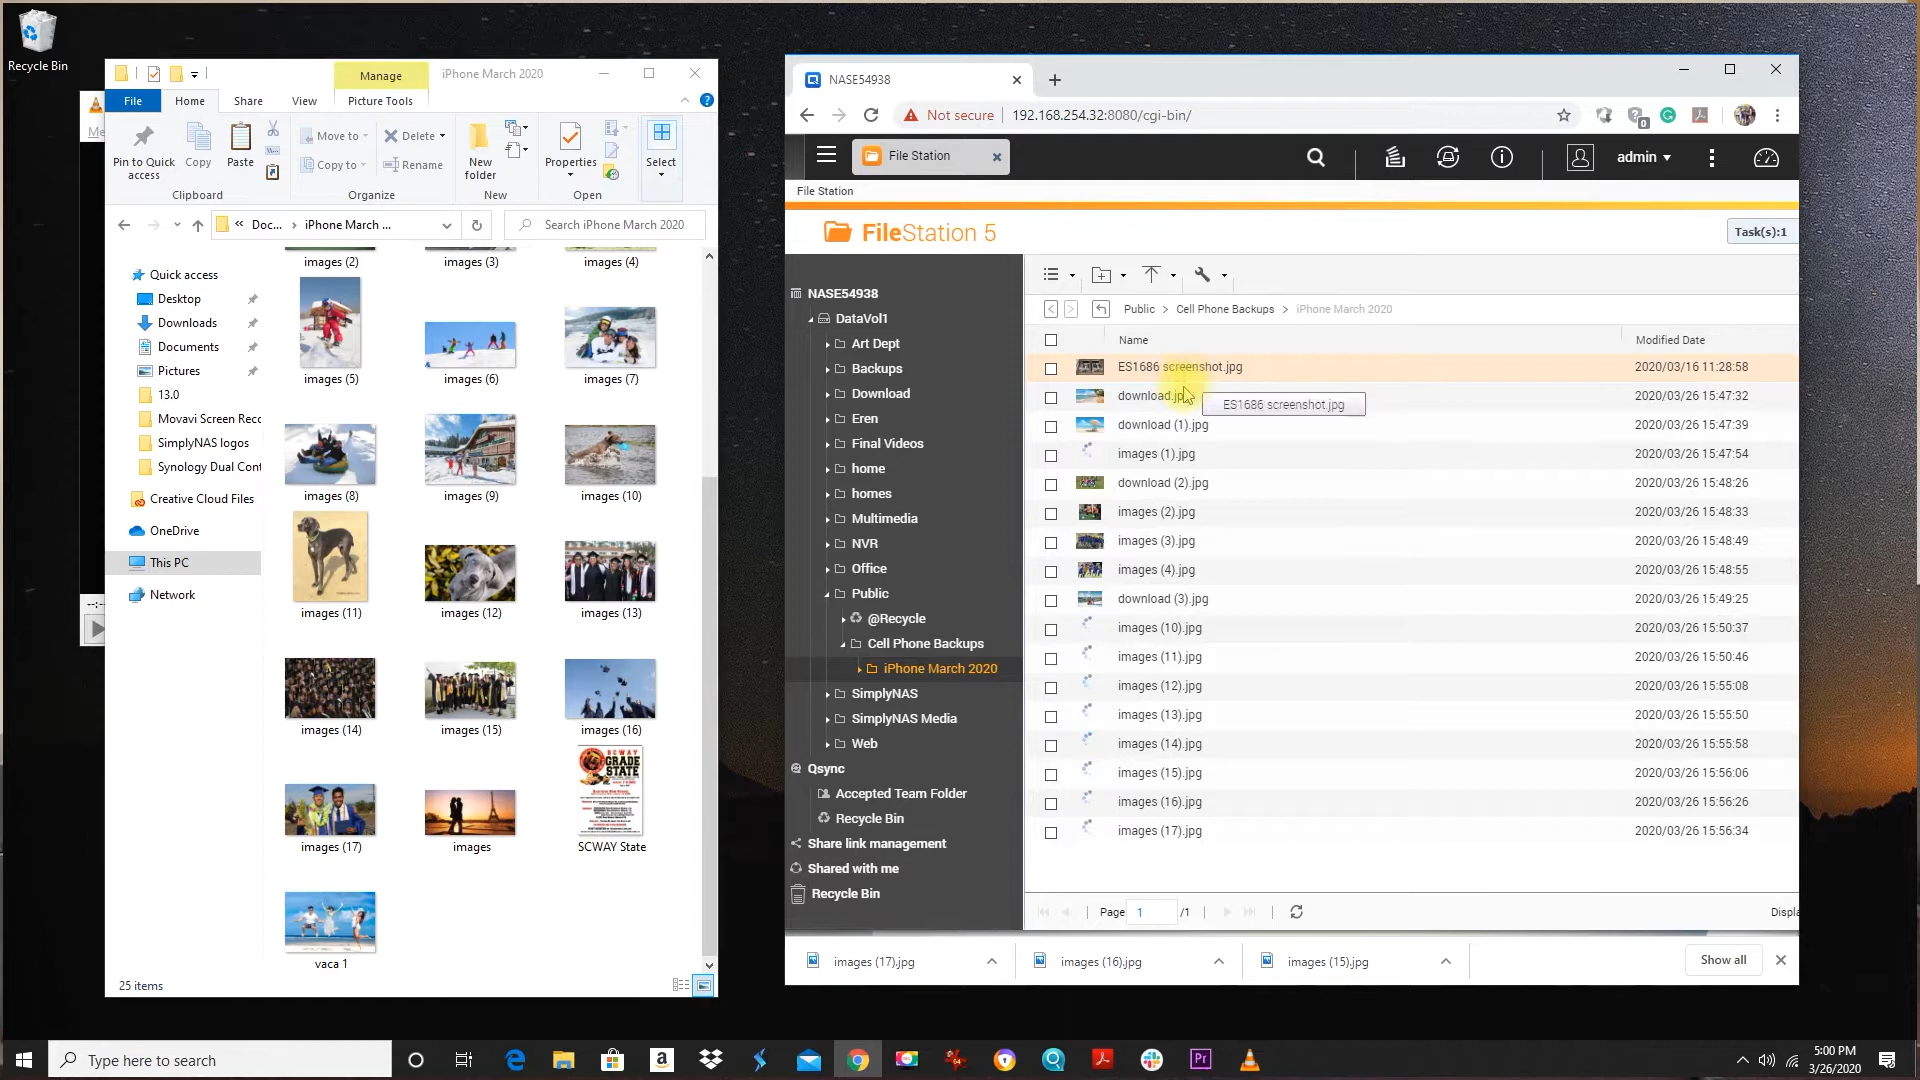 Recycle Bin
Manage
iPhone March 2020
File
Home
Share
View
Picture Tools
Pin to Quick
access
Copy
Paste
Move to
Copy to
Delete
Rename
New
folder
Properties
Select
Clipboard
Organize
New
Open
Doc...
iPhone March ...
Search iPhone March 2020
Quick access
Desktop
Downloads
Documents
Pictures
13.0
Movavi Screen Rec
SimplyNAS logos
Synology Dual Cont
Creative Cloud Files
OneDrive
This PC
Network
images (2)
images (3)
images (4)
images (5)
images (6)
images (7)
images (8)
images (9)
images (10)
images (11)
images (12)
images (13)
images (14)
images (15)
images (16)
SCWAY
GRADE
STATE
images (17)
images
SCWAY State
vaca 1
25 items
Me
--:--
NASE54938
Not secure
192.168.254.32:8080/cgi-bin/
0
File Station
admin
File Station
FileStation 5
Task(s):1
NASE54938
DataVol1
Art Dept
Backups
Download
Eren
Final Videos
home
homes
Multimedia
NVR
Office
Public
@Recycle
Cell Phone Backups
iPhone March 2020
SimplyNAS
SimplyNAS Media
Web
Qsync
Accepted Team Folder
Recycle Bin
Share link management
Shared with me
Recycle Bin
Public > Cell Phone Backups > iPhone March 2020
Name
Modified Date
ES1686 screenshot.jpg 2020/03/16 11:28:58
download.jp 2020/03/26 15:47:32
ES1686 screenshot.jpg
download (1).jpg 2020/03/26 15:47:39
images (1).jpg 2020/03/26 15:47:54
download (2).jpg 2020/03/26 15:48:26
images (2).jpg 2020/03/26 15:48:33
images (3).jpg 2020/03/26 15:48:49
images (4).jpg 2020/03/26 15:48:55
download (3).jpg 2020/03/26 15:49:25
images (10).jpg 2020/03/26 15:50:37
images (11).jpg 2020/03/26 15:50:46
images (12).jpg 2020/03/26 15:55:08
images (13).jpg 2020/03/26 15:55:50
images (14).jpg 2020/03/26 15:55:58
images (15).jpg 2020/03/26 15:56:06
images (16).jpg 2020/03/26 15:56:26
images (17).jpg 2020/03/26 15:56:34
Page 1 /1
Displa
images (17).jpg
images (16).jpg
images (15).jpg
Show all
Type here to search
64
Pr
5:00 PM
3/26/2020